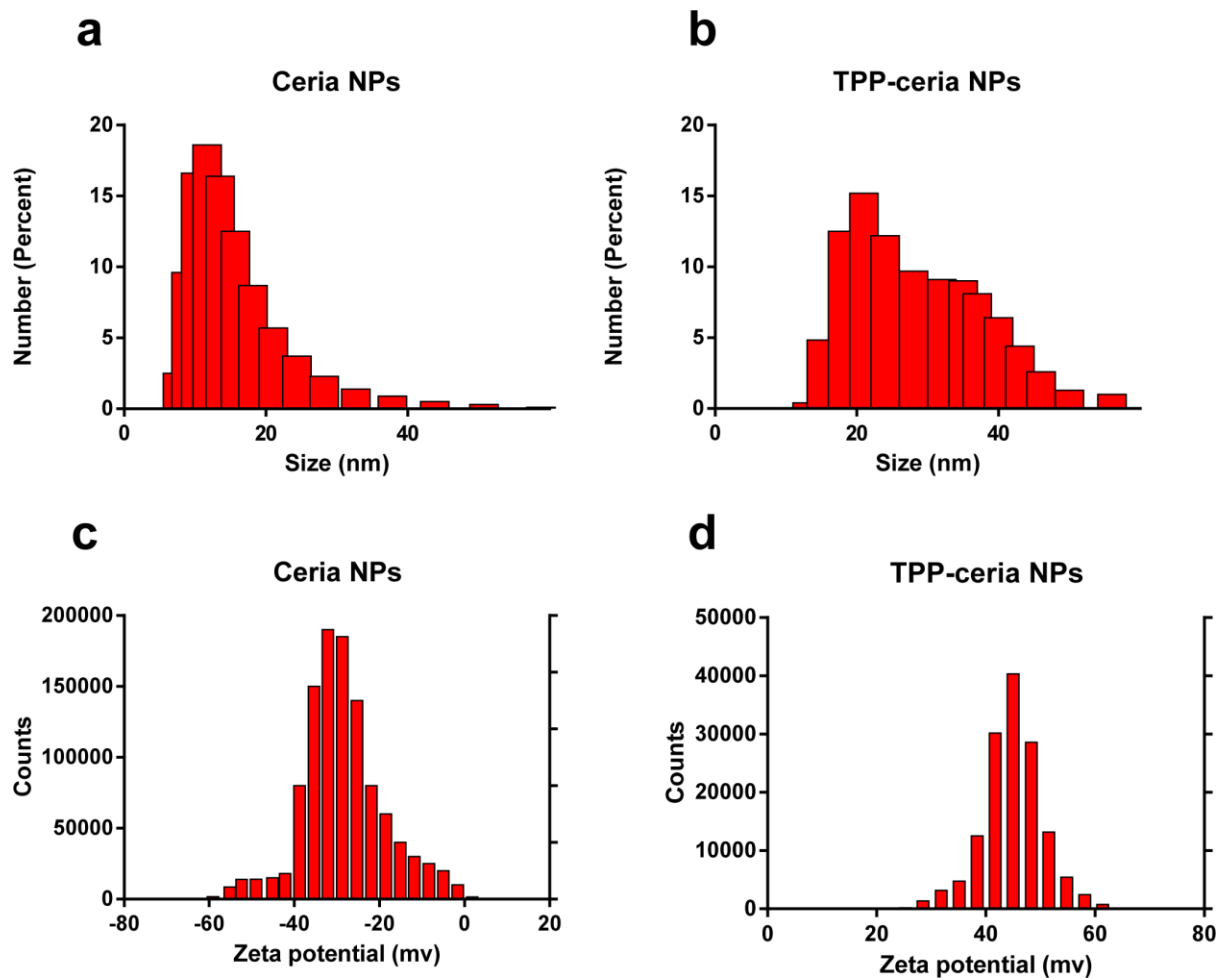 a
Ceria NPs
Number (Percent)
20
15
10
5
0
0 20 40
Size (nm)
b
TPP-ceria NPs
Number (Percent)
20
15
10
5
0
0 20 40
Size (nm)
c
Ceria NPs
Counts
200000
150000
100000
50000
0
-80 -60 -40 -20 0 20
Zeta potential (mv)
d
TPP-ceria NPs
Counts
50000
40000
30000
20000
10000
0
0 20 40 60 80
Zeta potential (mv)